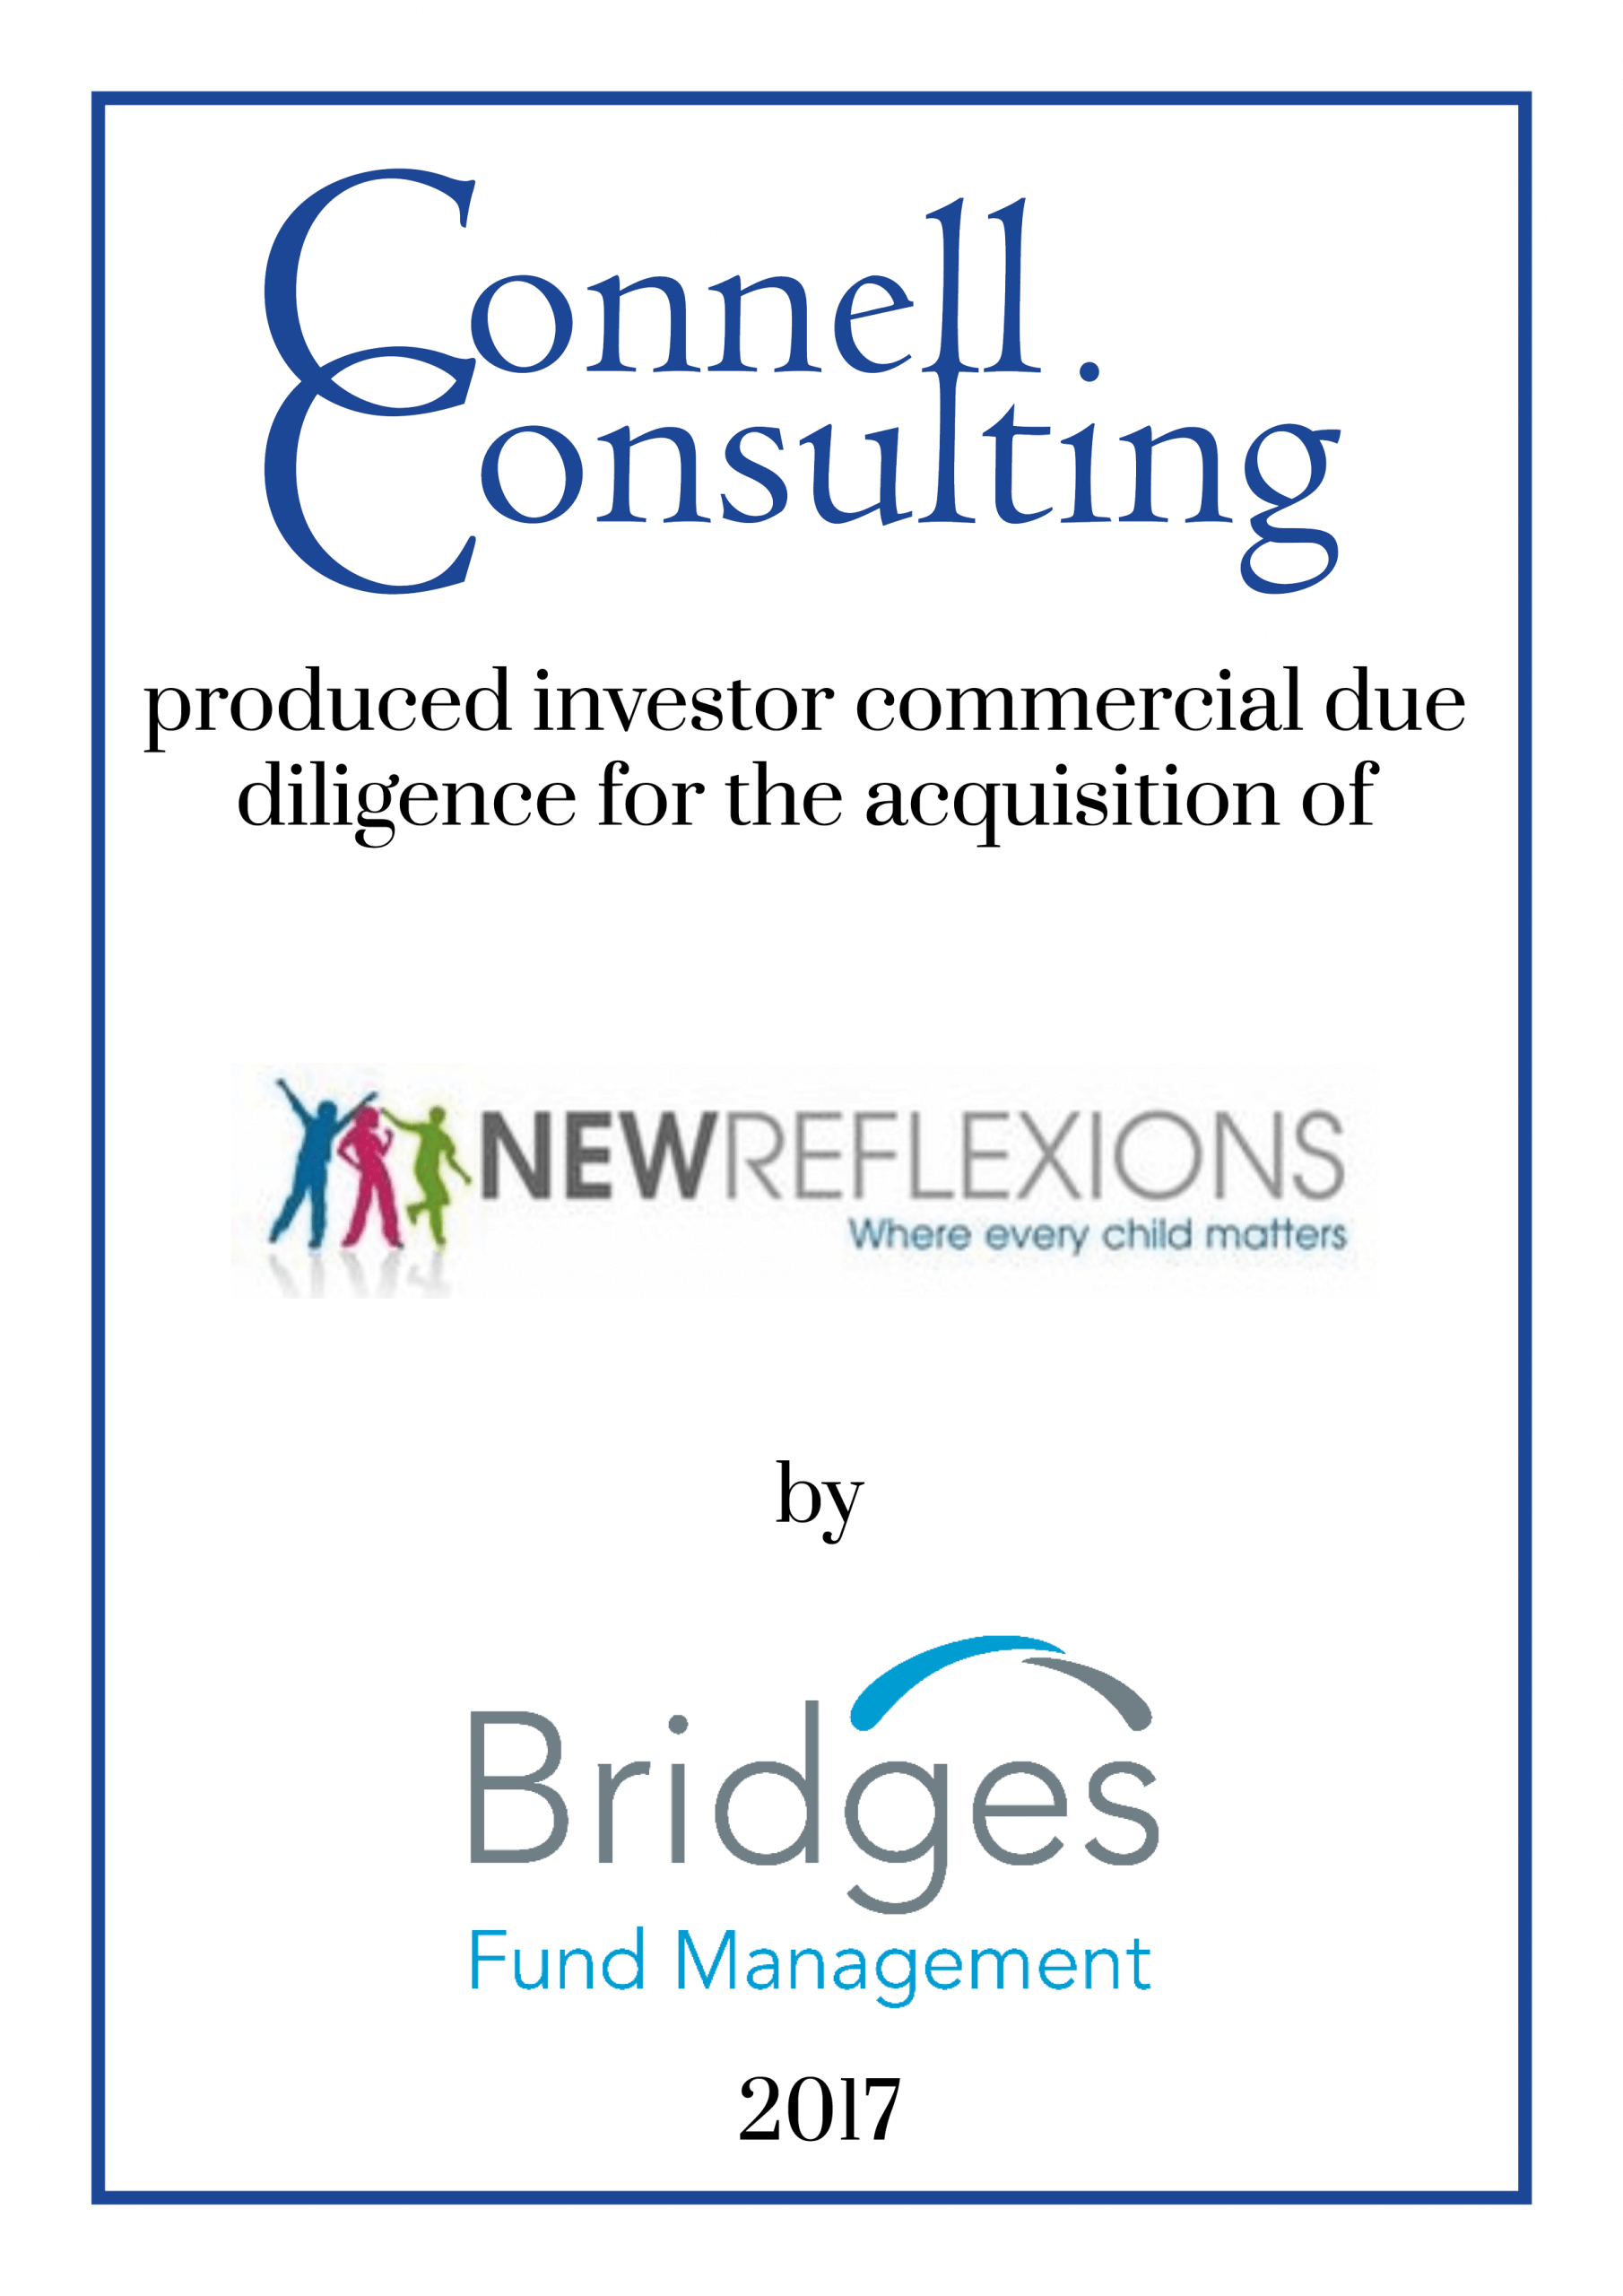 Connell
Consulting
produced investor commercial due
diligence for the acquisition of
NEWREFLEXIONS
Where every child matters
by
Bridges
Fund Management
2017